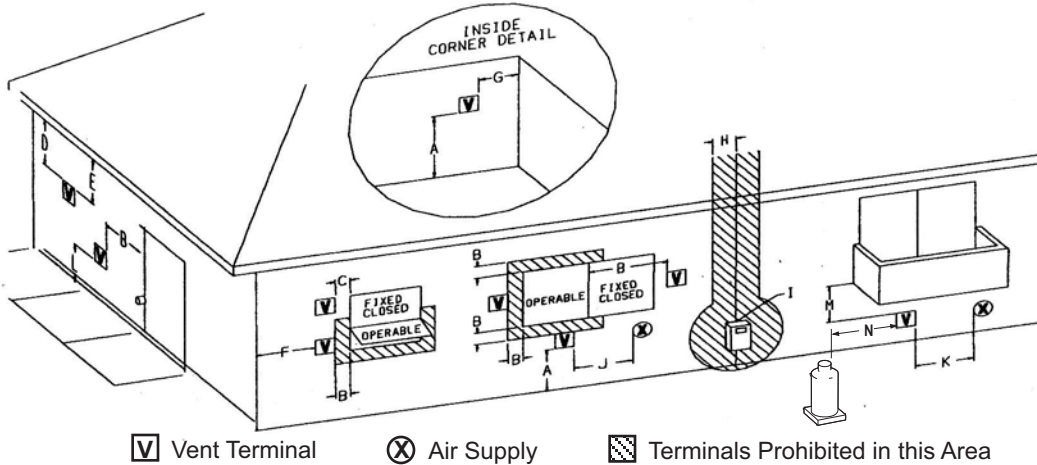 INSIDE
CORNER DETAIL
G
V
A
H
D
E
V
B
V
L
C
V
FIXED
CLOSED
OPERABLE
F
V
B
B
B
V
OPERABLE
FIXED
CLOSED
V
B
B
V
A
J
X
I
M
N
V
X
K
V Vent Terminal
X Air Supply
Terminals Prohibited in this Area